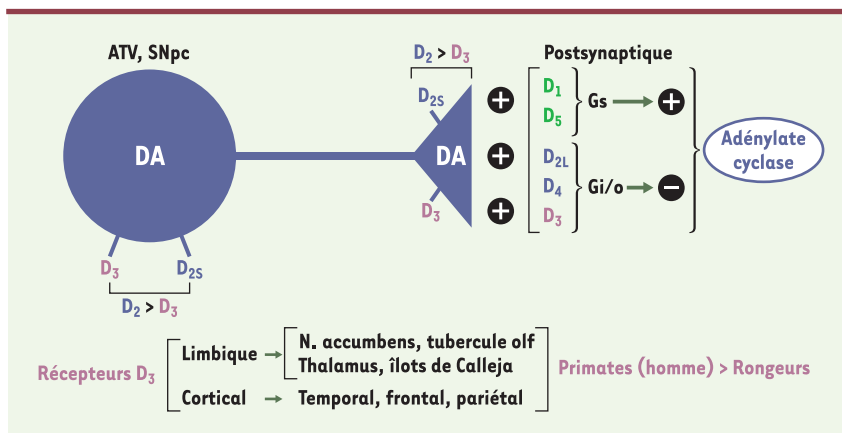 ATV, SNpc
DA
D3
D2S
D2 > D3
D2 > D3
D2S
DA
D3
+
+
+
Postsynaptique
D1
D5
Gs
+
D2L
D4
D3
Gi/o
−
Adénylate
cyclase
Récepteurs D3
Limbique
N. accumbens, tubercule olf
Thalamus, îlots de Calleja
Cortical
Temporal, frontal, pariétal
Primates (homme) > Rongeurs